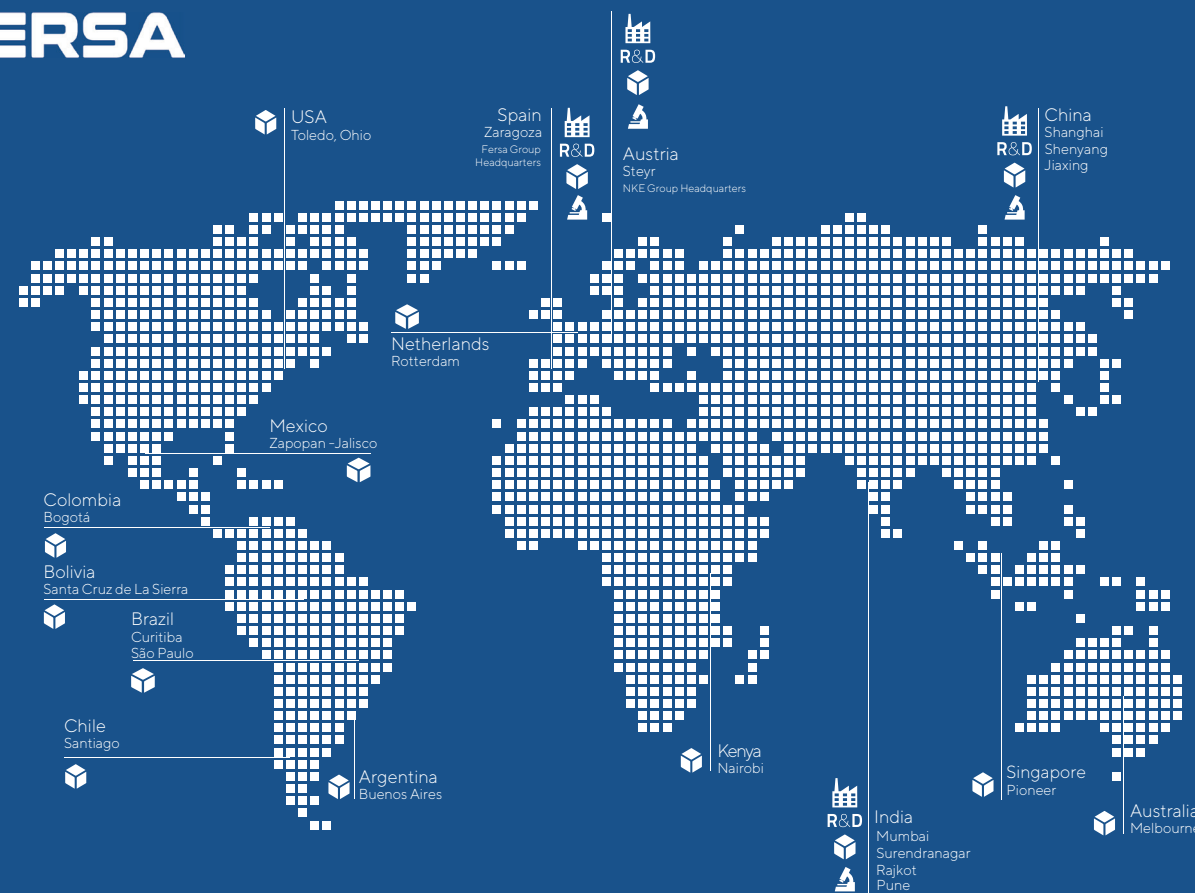 ERSA
R&D
USA
Toledo, Ohio
Spain
Zaragoza
Fersa Group
Headquarters
R&D
Austria
Steyr
NKE Group Headquarters
China
Shanghai
Shenyang
Jiaxing
R&D
Netherlands
Rotterdam
Mexico
Zapopan -Jalisco
Colombia
Bogotá
Bolivia
Santa Cruz de La Sierra
Brazil
Curitiba
São Paulo
Chile
Santiago
Argentina
Buenos Aires
Kenya
Nairobi
Singapore
Pioneer
R&D
India
Mumbai
Surendranagar
Rajkot
Pune
Australia
Melbourne